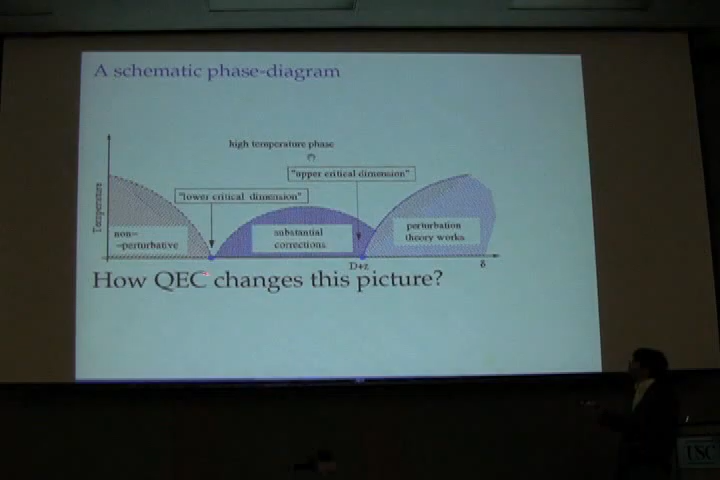 A schematic phase-diagram
high temperature phase
"upper critical dimension"
"lower critical dimension"
Temperature
non-
-perturbative
substantial
corrections
perturbation
theory works
D+z
δ
How QEC changes this picture?
USC